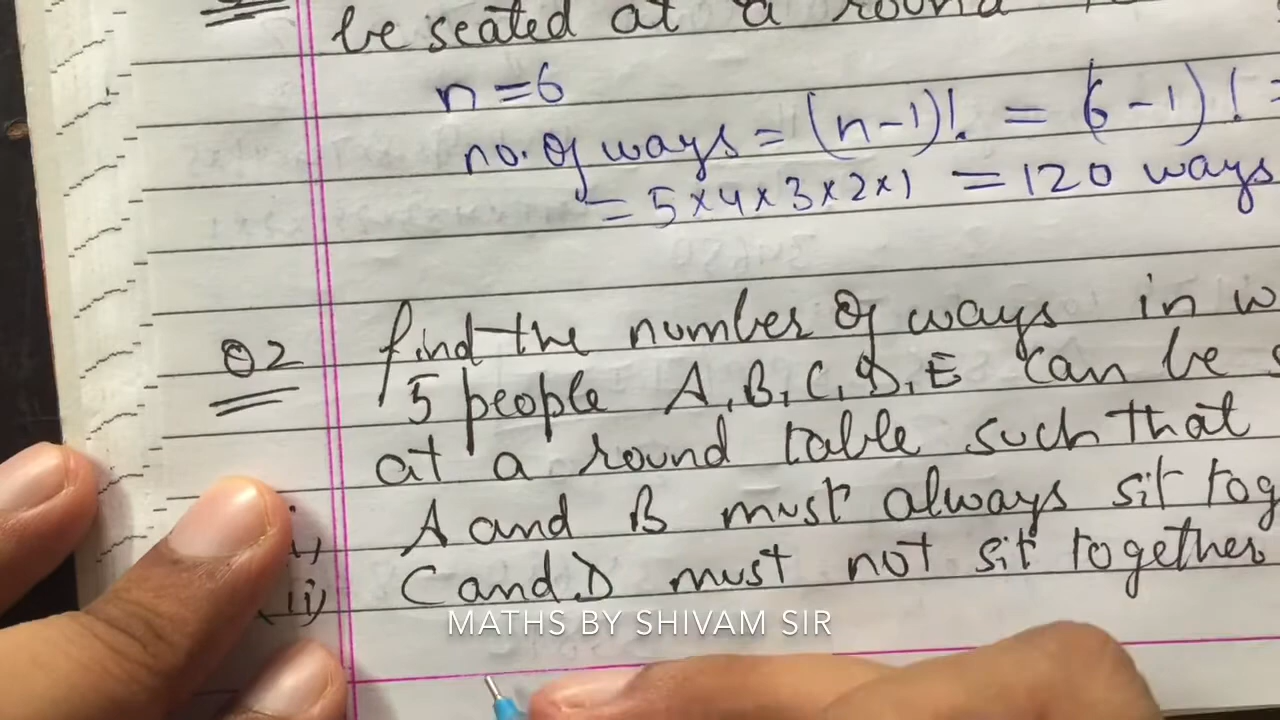 be seated at a round
n = 6
no. of ways = (n-1)! = (6-1)! =
= 5×4×3×2×1 = 120 ways
Q2 find the number of ways in w
5 people A, B, C, D, E can be s
at a round table such that
i) A and B must always sit tog
(ii) C and D must not sit together
MATHS BY SHIVAM SIR